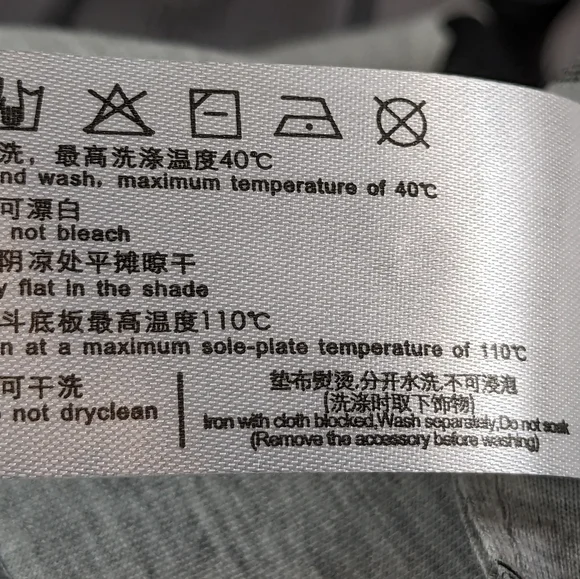 洗，最高洗涤温度40℃
nd wash, maximum temperature of 40℃
可漂白
not bleach
阴凉处平摊晾干
y flat in the shade
斗底板最高温度110℃
n at a maximum sole-plate temperature of 110℃
可干洗
not dryclean
垫布熨烫,分开水洗,不可浸泡
(洗涤时取下饰物)
Iron with cloth blocked,Wash separately,Do not soak
(Remove the accessory before washing)